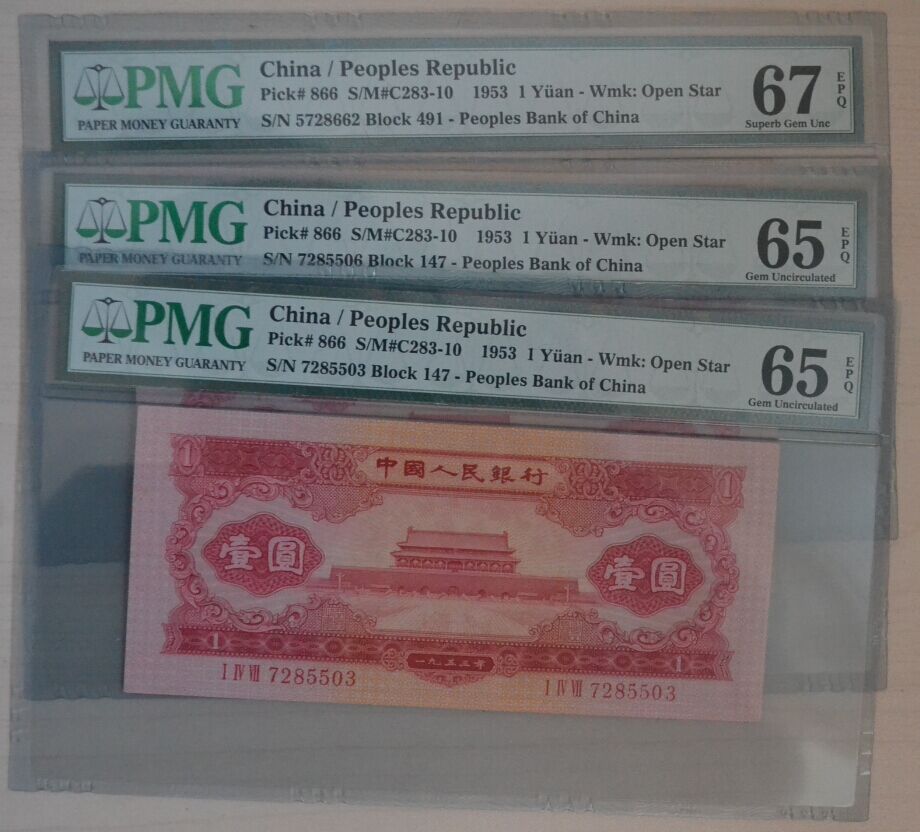 PMG
PAPER MONEY GUARANTY
China / Peoples Republic
Pick# 866 S/M#C283-10 1953 1 Yüan - Wmk: Open Star
S/N 5728662 Block 491 - Peoples Bank of China
67
EPQ
Superb Gem Unc
PMG
PAPER MONEY GUARANTY
China / Peoples Republic
Pick# 866 S/M#C283-10 1953 1 Yüan - Wmk: Open Star
S/N 7285506 Block 147 - Peoples Bank of China
65
EPQ
Gem Uncirculated
PMG
PAPER MONEY GUARANTY
China / Peoples Republic
Pick# 866 S/M#C283-10 1953 1 Yüan - Wmk: Open Star
S/N 7285503 Block 147 - Peoples Bank of China
65
EPQ
Gem Uncirculated
1 中國人民銀行 1
壹圓 壹圓
1 一九五三年 1
I IV VII 7285503 I IV VII 7285503